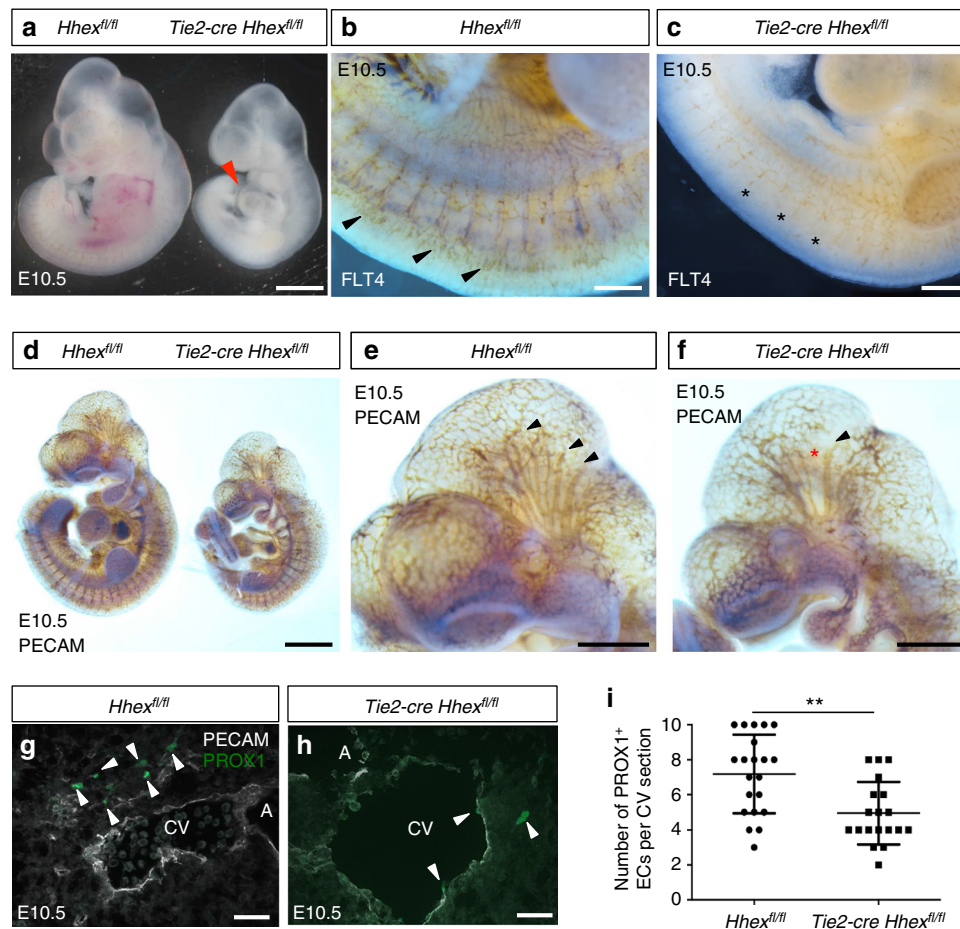 a Hhex^fl/fl Tie2-cre Hhex^fl/fl
b Hhex^fl/fl
c Tie2-cre Hhex^fl/fl
E10.5
E10.5
FLT4
E10.5
FLT4
* * *
d Hhex^fl/fl Tie2-cre Hhex^fl/fl
e Hhex^fl/fl
f Tie2-cre Hhex^fl/fl
E10.5
PECAM
E10.5
PECAM
E10.5
PECAM
*
Hhex^fl/fl
g
PECAM
PROX1
A
CV
E10.5
Tie2-cre Hhex^fl/fl
h
A
CV
E10.5
i
**
Number of PROX1+
ECs per CV section
10
8
6
4
2
0
Hhex^fl/fl
Tie2-cre Hhex^fl/fl